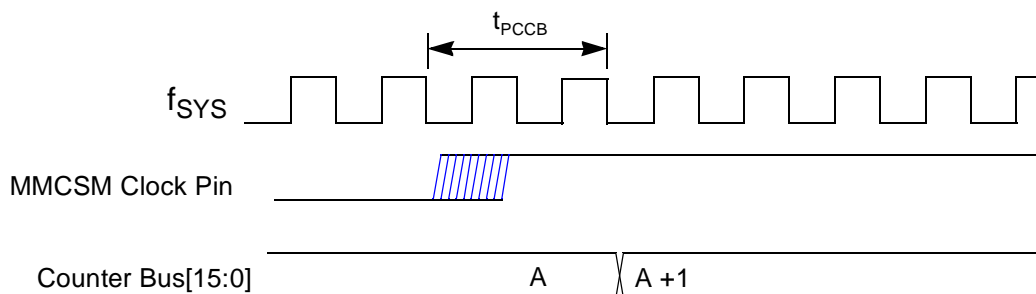 tPCCB
fSYS
MMCSM Clock Pin
Counter Bus[15:0]
A
A +1